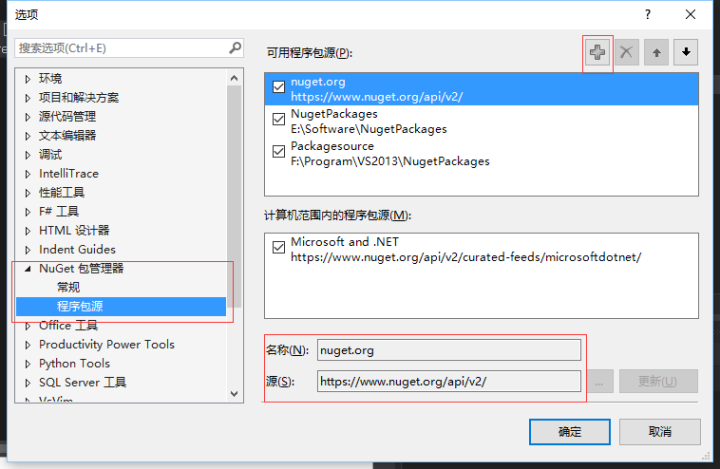 选项
搜索选项(Ctrl+E)
环境
项目和解决方案
源代码管理
文本编辑器
调试
IntelliTrace
性能工具
F# 工具
HTML 设计器
Indent Guides
NuGet 包管理器
常规
程序包源
Office 工具
Productivity Power Tools
Python Tools
SQL Server 工具
VsVim
可用程序包源(P):
nuget.org
https://www.nuget.org/api/v2/
NugetPackages
E:\Software\NugetPackages
Packagesource
F:\Program\VS2013\NugetPackages
计算机范围内的程序包源(M):
Microsoft and .NET
https://www.nuget.org/api/v2/curated-feeds/microsoftdotnet/
名称(N): nuget.org
源(S): https://www.nuget.org/api/v2/ ... 更新(U)
确定 取消